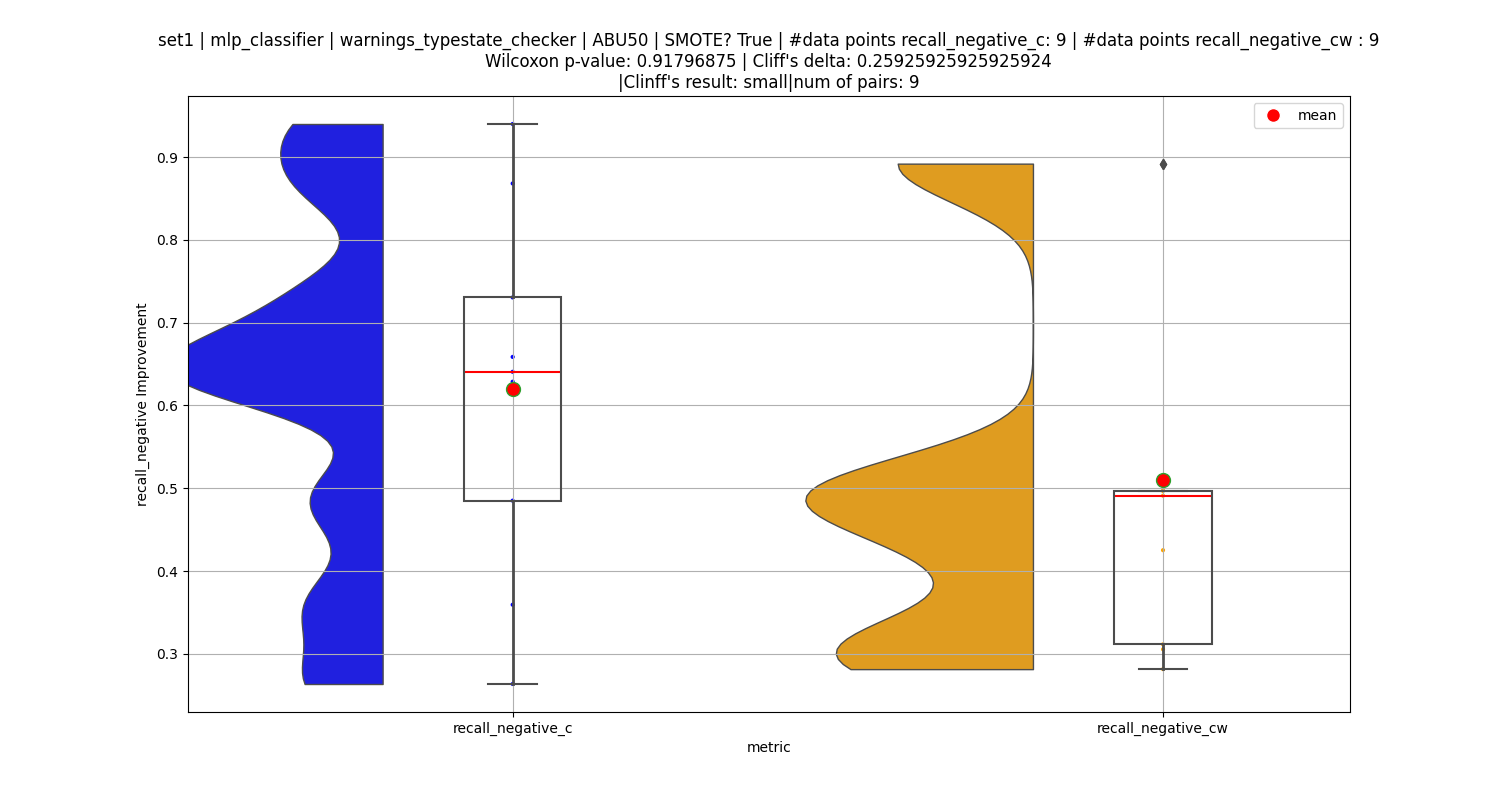 set1 | mlp_classifier | warnings_typestate_checker | ABU50 | SMOTE? True | #data points recall_negative_c: 9 | #data points recall_negative_cw : 9
Wilcoxon p-value: 0.91796875 | Cliff's delta: 0.25925925925925924
|Clinff's result: small|num of pairs: 9
mean
0.9
0.8
0.7
0.6
0.5
0.4
0.3
recall_negative Improvement
recall_negative_c
recall_negative_cw
metric